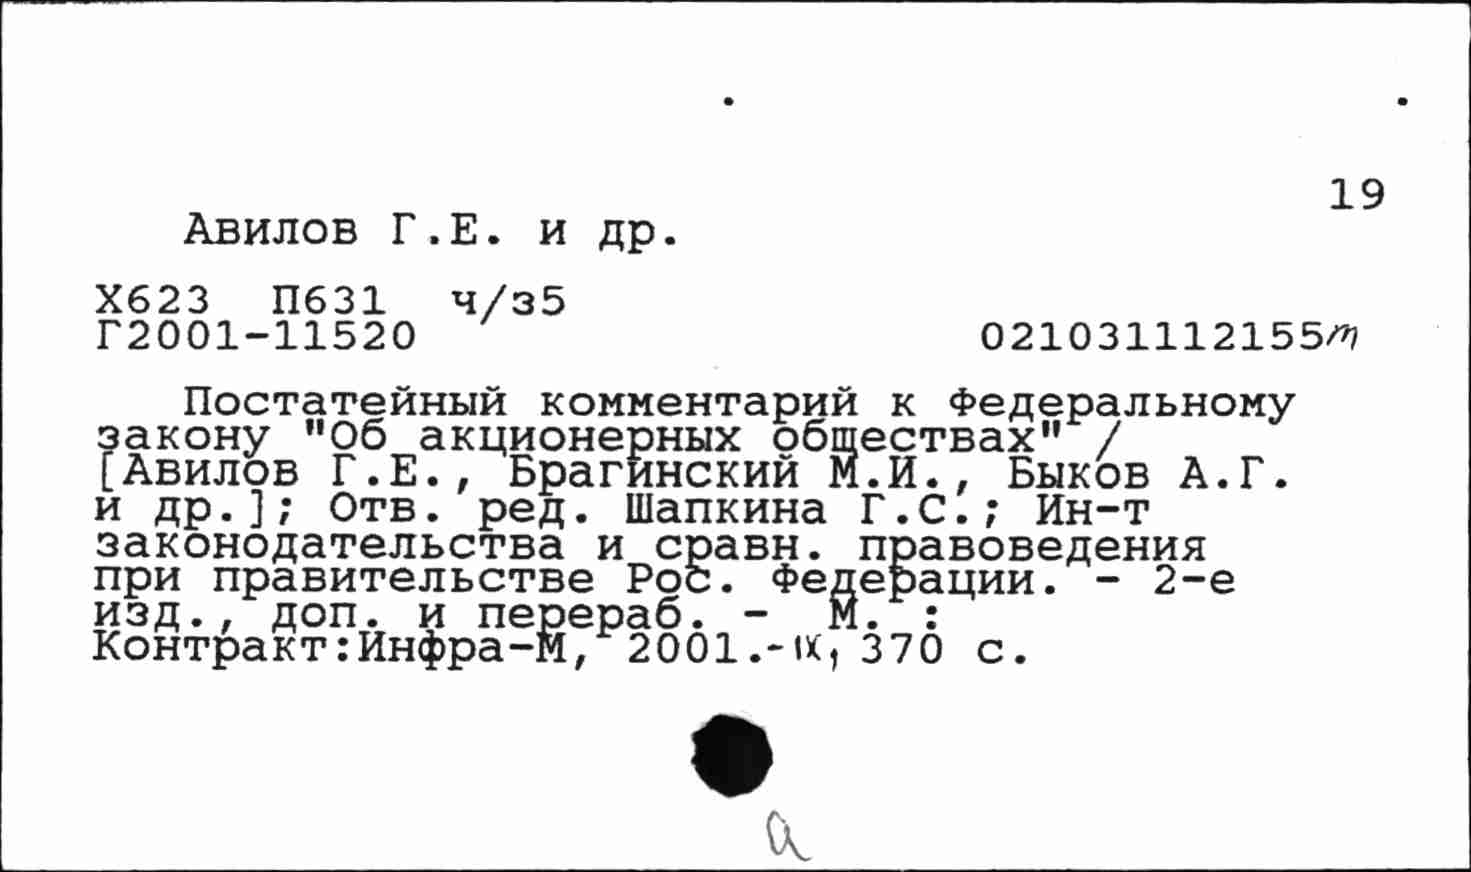 19
Авилов Г.Е. и др.
Х623 П631 ч/з5
Г2001-11520 021031112155m
Постатейный комментарий к Федеральному
закону "Об акционерных обществах" /
[Авилов Г.Е., Брагинский М.И., Быков А.Г.
и др.]; Отв. ред. Шапкина Г.С.; Ин-т
законодательства и сравн. правоведения
при правительстве Рос. Федерации. - 2-е
изд., доп. и перераб. - М. :
Контракт:Инфра-М, 2001.- IX, 370 с.
a